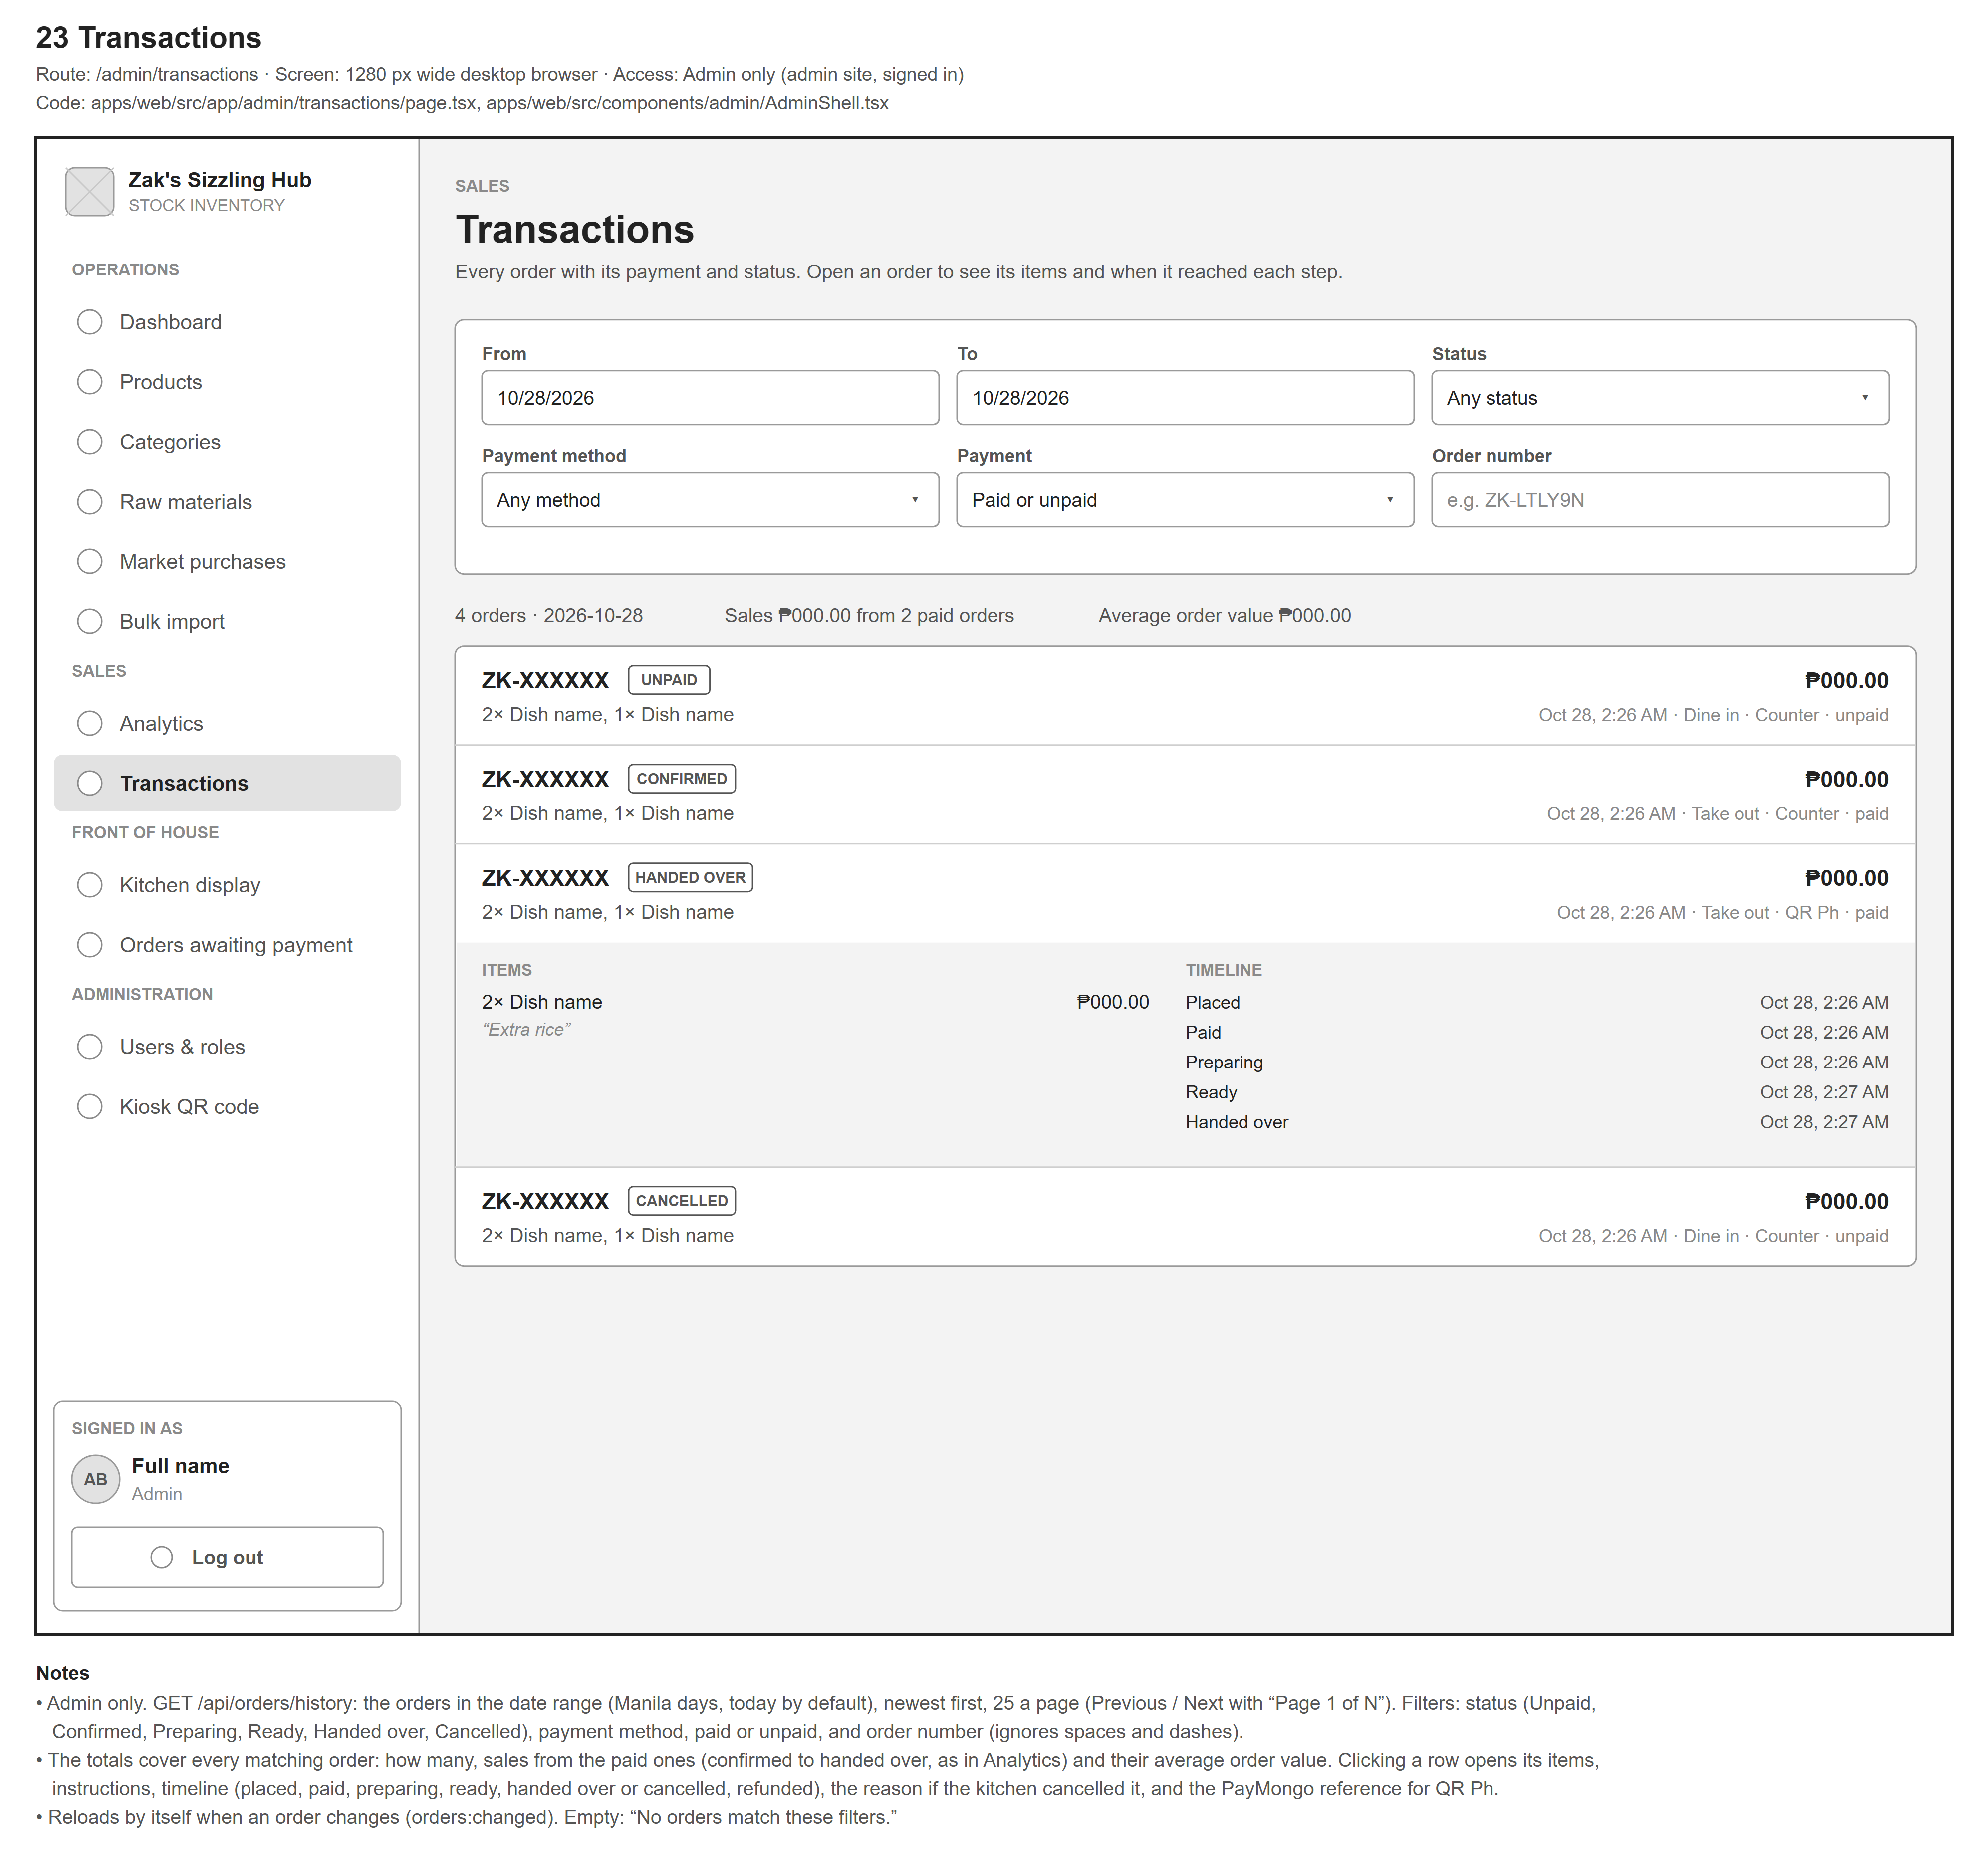 23 Transactions
Route: /admin/transactions · Screen: 1280 px wide desktop browser · Access: Admin only (admin site, signed in)
Code: apps/web/src/app/admin/transactions/page.tsx, apps/web/src/components/admin/AdminShell.tsx
Zak's Sizzling Hub
STOCK INVENTORY
OPERATIONS
Dashboard
Products
Categories
Raw materials
Market purchases
Bulk import
SALES
Analytics
Transactions
FRONT OF HOUSE
Kitchen display
Orders awaiting payment
ADMINISTRATION
Users & roles
Kiosk QR code
SIGNED IN AS
AB
Full name
Admin
Log out
SALES
Transactions
Every order with its payment and status. Open an order to see its items and when it reached each step.
From To Status
10/28/2026 10/28/2026 Any status ▾
Payment method Payment Order number
Any method ▾ Paid or unpaid ▾ e.g. ZK-LTLY9N
4 orders · 2026-10-28 Sales ₱000.00 from 2 paid orders Average order value ₱000.00
ZK-XXXXXX UNPAID ₱000.00
2× Dish name, 1× Dish name Oct 28, 2:26 AM · Dine in · Counter · unpaid
ZK-XXXXXX CONFIRMED ₱000.00
2× Dish name, 1× Dish name Oct 28, 2:26 AM · Take out · Counter · paid
ZK-XXXXXX HANDED OVER ₱000.00
2× Dish name, 1× Dish name Oct 28, 2:26 AM · Take out · QR Ph · paid
ITEMS
2× Dish name ₱000.00
“Extra rice”
TIMELINE
Placed Oct 28, 2:26 AM
Paid Oct 28, 2:26 AM
Preparing Oct 28, 2:26 AM
Ready Oct 28, 2:27 AM
Handed over Oct 28, 2:27 AM
ZK-XXXXXX CANCELLED ₱000.00
2× Dish name, 1× Dish name Oct 28, 2:26 AM · Dine in · Counter · unpaid
Notes
• Admin only. GET /api/orders/history: the orders in the date range (Manila days, today by default), newest first, 25 a page (Previous / Next with “Page 1 of N”). Filters: status (Unpaid,
Confirmed, Preparing, Ready, Handed over, Cancelled), payment method, paid or unpaid, and order number (ignores spaces and dashes).
• The totals cover every matching order: how many, sales from the paid ones (confirmed to handed over, as in Analytics) and their average order value. Clicking a row opens its items,
instructions, timeline (placed, paid, preparing, ready, handed over or cancelled, refunded), the reason if the kitchen cancelled it, and the PayMongo reference for QR Ph.
• Reloads by itself when an order changes (orders:changed). Empty: “No orders match these filters.”